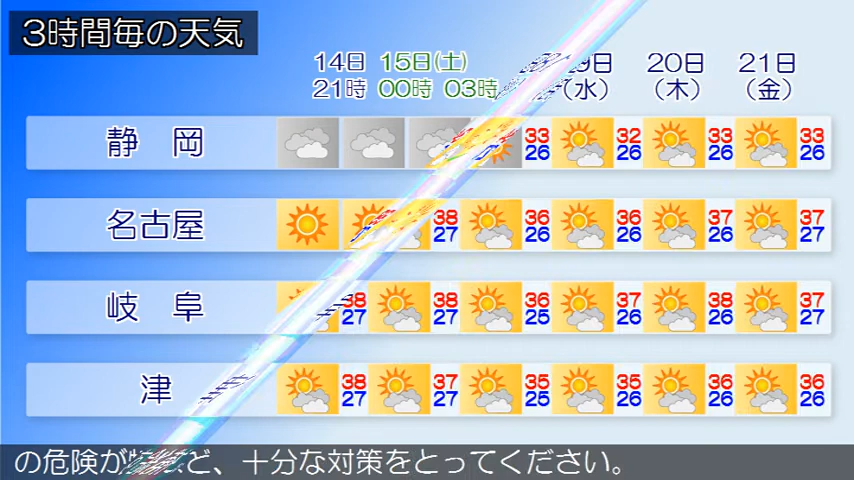 3時間毎の天気
14日 15日(土) 20日 21日
21時 00時 03時 (水) (木) (金)
静岡 33 32 33 33
26 26 26 26
名古屋 38 36 36 37 37
27 26 26 26 27
岐阜 38 38 36 37 38 37
27 27 25 26 26 27
津 38 37 35 35 36 36
27 27 25 26 26 26
ど、十分な対策をとってください。